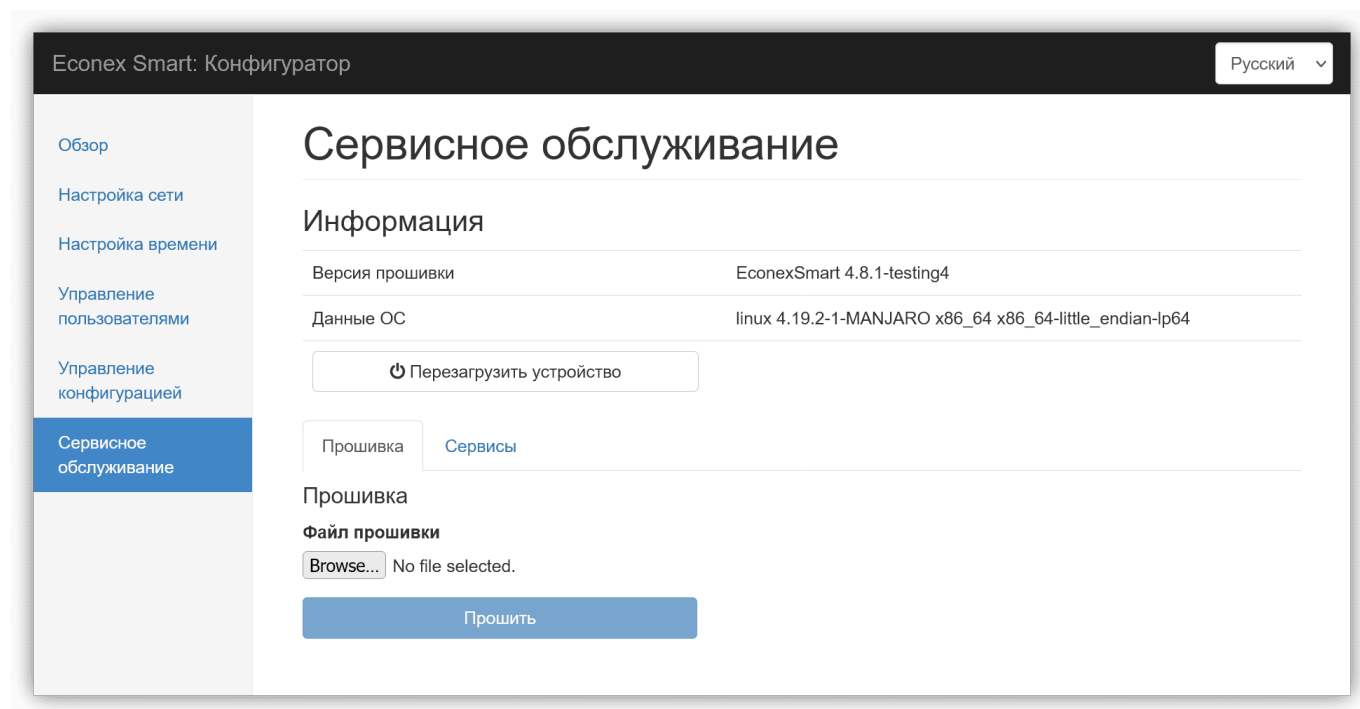 Econex Smart: Конфигуратор
Русский
Обзор
Настройка сети
Настройка времени
Управление
пользователями
Управление
конфигурацией
Сервисное
обслуживание
Сервисное обслуживание
Информация
Версия прошивки EconexSmart 4.8.1-testing4
Данные ОС linux 4.19.2-1-MANJARO x86_64 x86_64-little_endian-lp64
Перезагрузить устройство
Прошивка Сервисы
Прошивка
Файл прошивки
Browse... No file selected.
Прошить